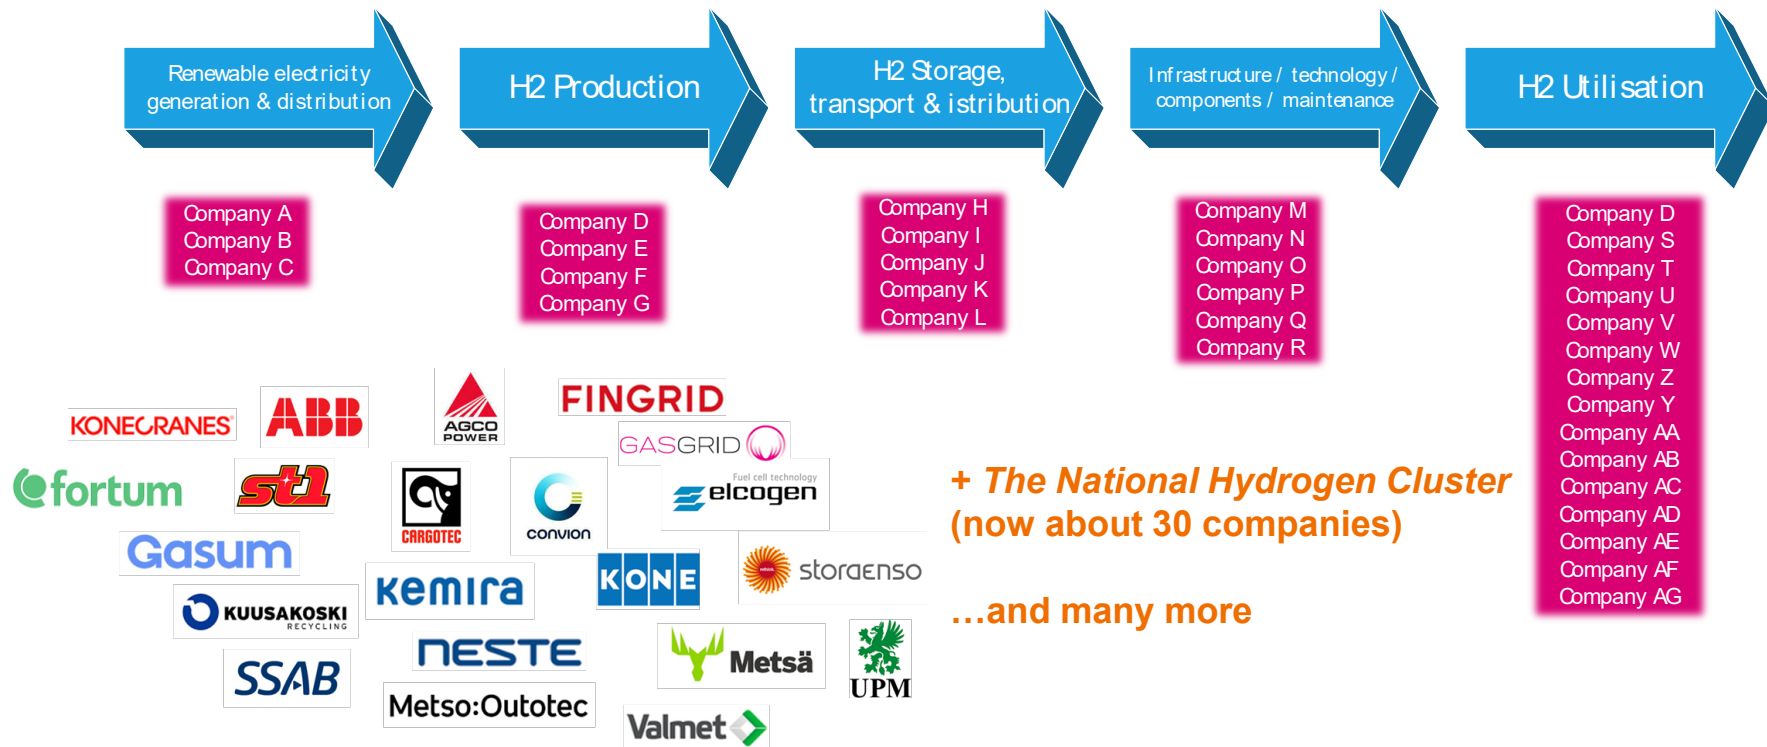 Renewable electricity
generation & distribution
H2 Production
H2 Storage,
transport & istribution
Infrastructure / technology /
components / maintenance
H2 Utilisation
Company A
Company B
Company C
Company D
Company E
Company F
Company G
Company H
Company I
Company J
Company K
Company L
Company M
Company N
Company O
Company P
Company Q
Company R
Company D
Company S
Company T
Company U
Company V
Company W
Company Z
Company Y
Company AA
Company AB
Company AC
Company AD
Company AE
Company AF
Company AG
KONECRANES®
ABB
AGCO
POWER
FINGRID
GASGRID
fortum
st1
CARGOTEC
CONVION
Fuel cell technology
elcogen
Gasum
kemira
KONE
storaenso
KUUSAKOSKI
RECYCLING
NESTE
Metsä
UPM
SSAB
Metso:Outotec
Valmet
+ The National Hydrogen Cluster
(now about 30 companies)
...and many more